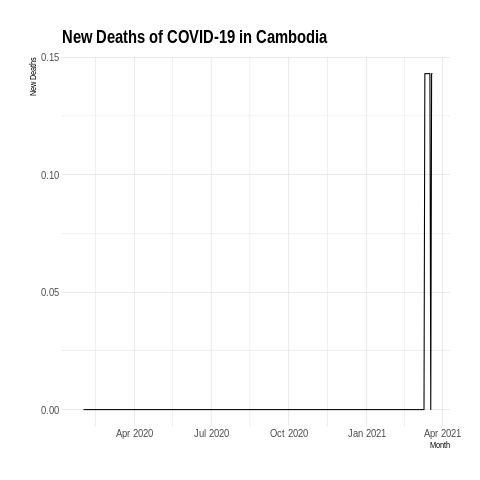 New Deaths of COVID-19 in Cambodia
New Deaths
0.15
0.10
0.05
0.00
Apr 2020 Jul 2020 Oct 2020 Jan 2021 Apr 2021
Month